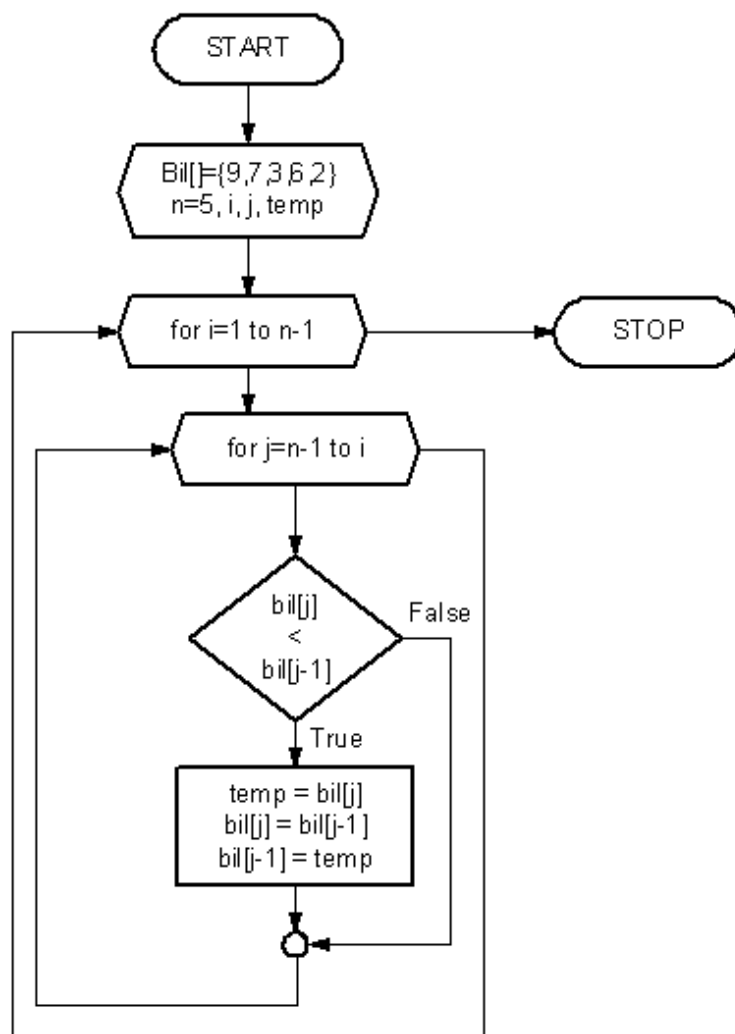 START
Bil[]={9,7,3,6,2}
n=5, i, j, temp
for i=1 to n-1
STOP
for j=n-1 to i
bil[j]
<
bil[j-1]
False
True
temp = bil[j]
bil[j] = bil[j-1]
bil[j-1] = temp